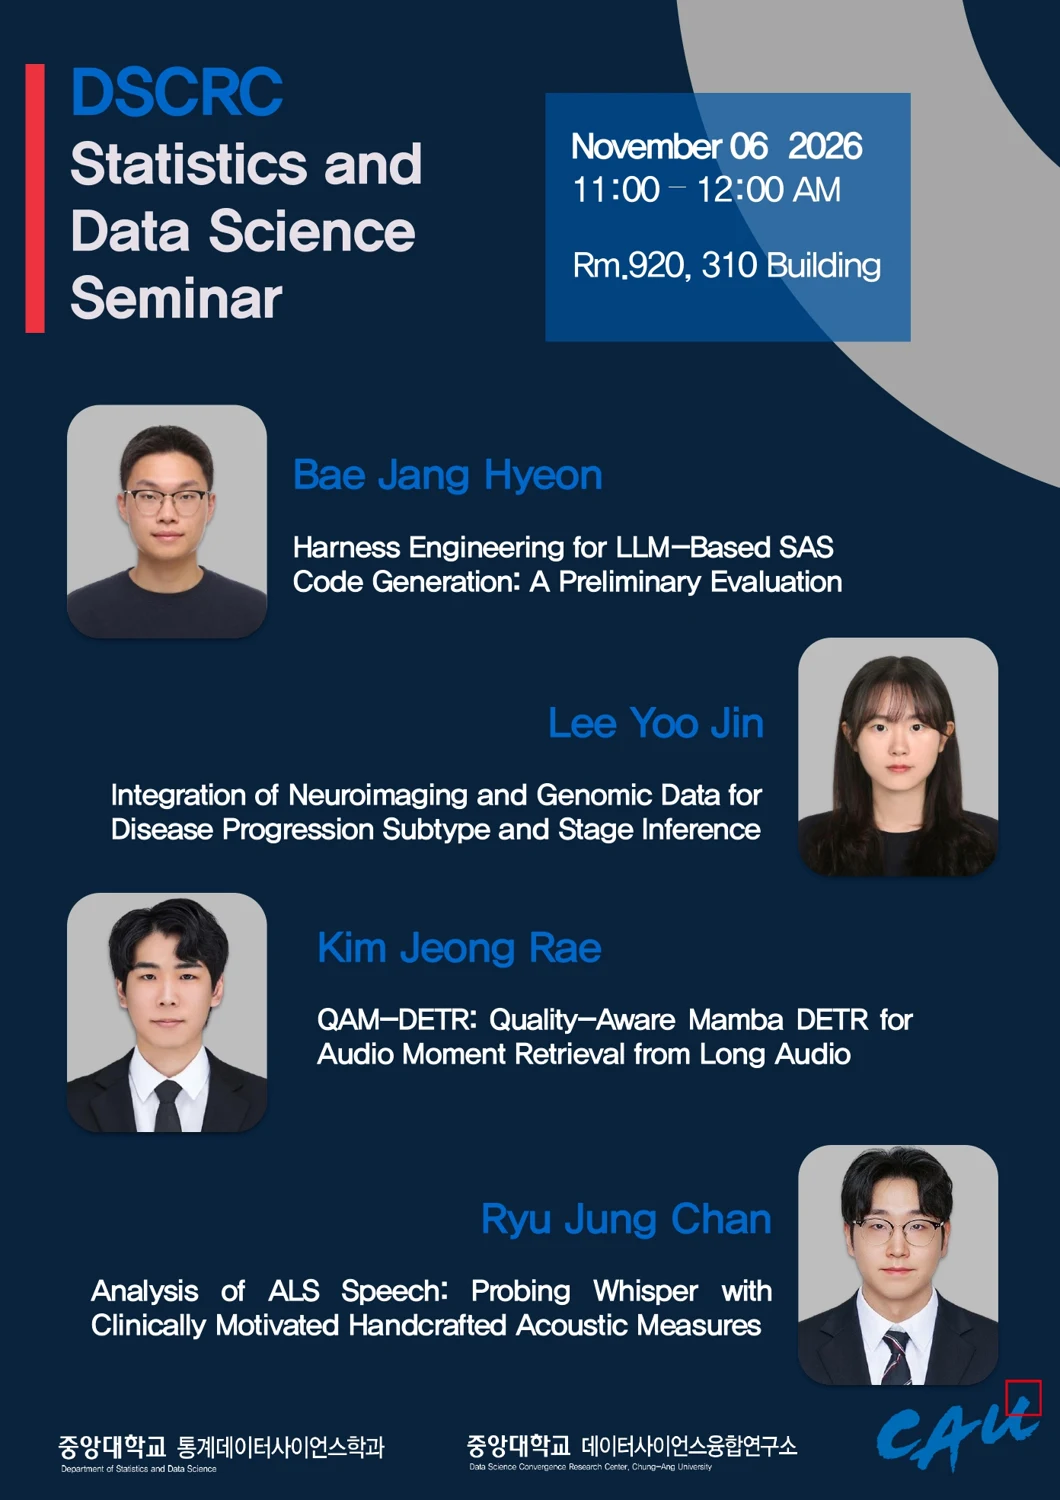 DSCRC
Statistics and
Data Science
Seminar
November 06 2026
11:00 – 12:00 AM
Rm.920, 310 Building
Bae Jang Hyeon
Harness Engineering for LLM-Based SAS
Code Generation: A Preliminary Evaluation
Lee Yoo Jin
Integration of Neuroimaging and Genomic Data for
Disease Progression Subtype and Stage Inference
Kim Jeong Rae
QAM-DETR: Quality-Aware Mamba DETR for
Audio Moment Retrieval from Long Audio
Ryu Jung Chan
Analysis of ALS Speech: Probing Whisper with
Clinically Motivated Handcrafted Acoustic Measures
중앙대학교 통계데이터사이언스학과
Department of Statistics and Data Science
중앙대학교 데이터사이언스융합연구소
Data Science Convergence Research Center, Chung-Ang University
CAU